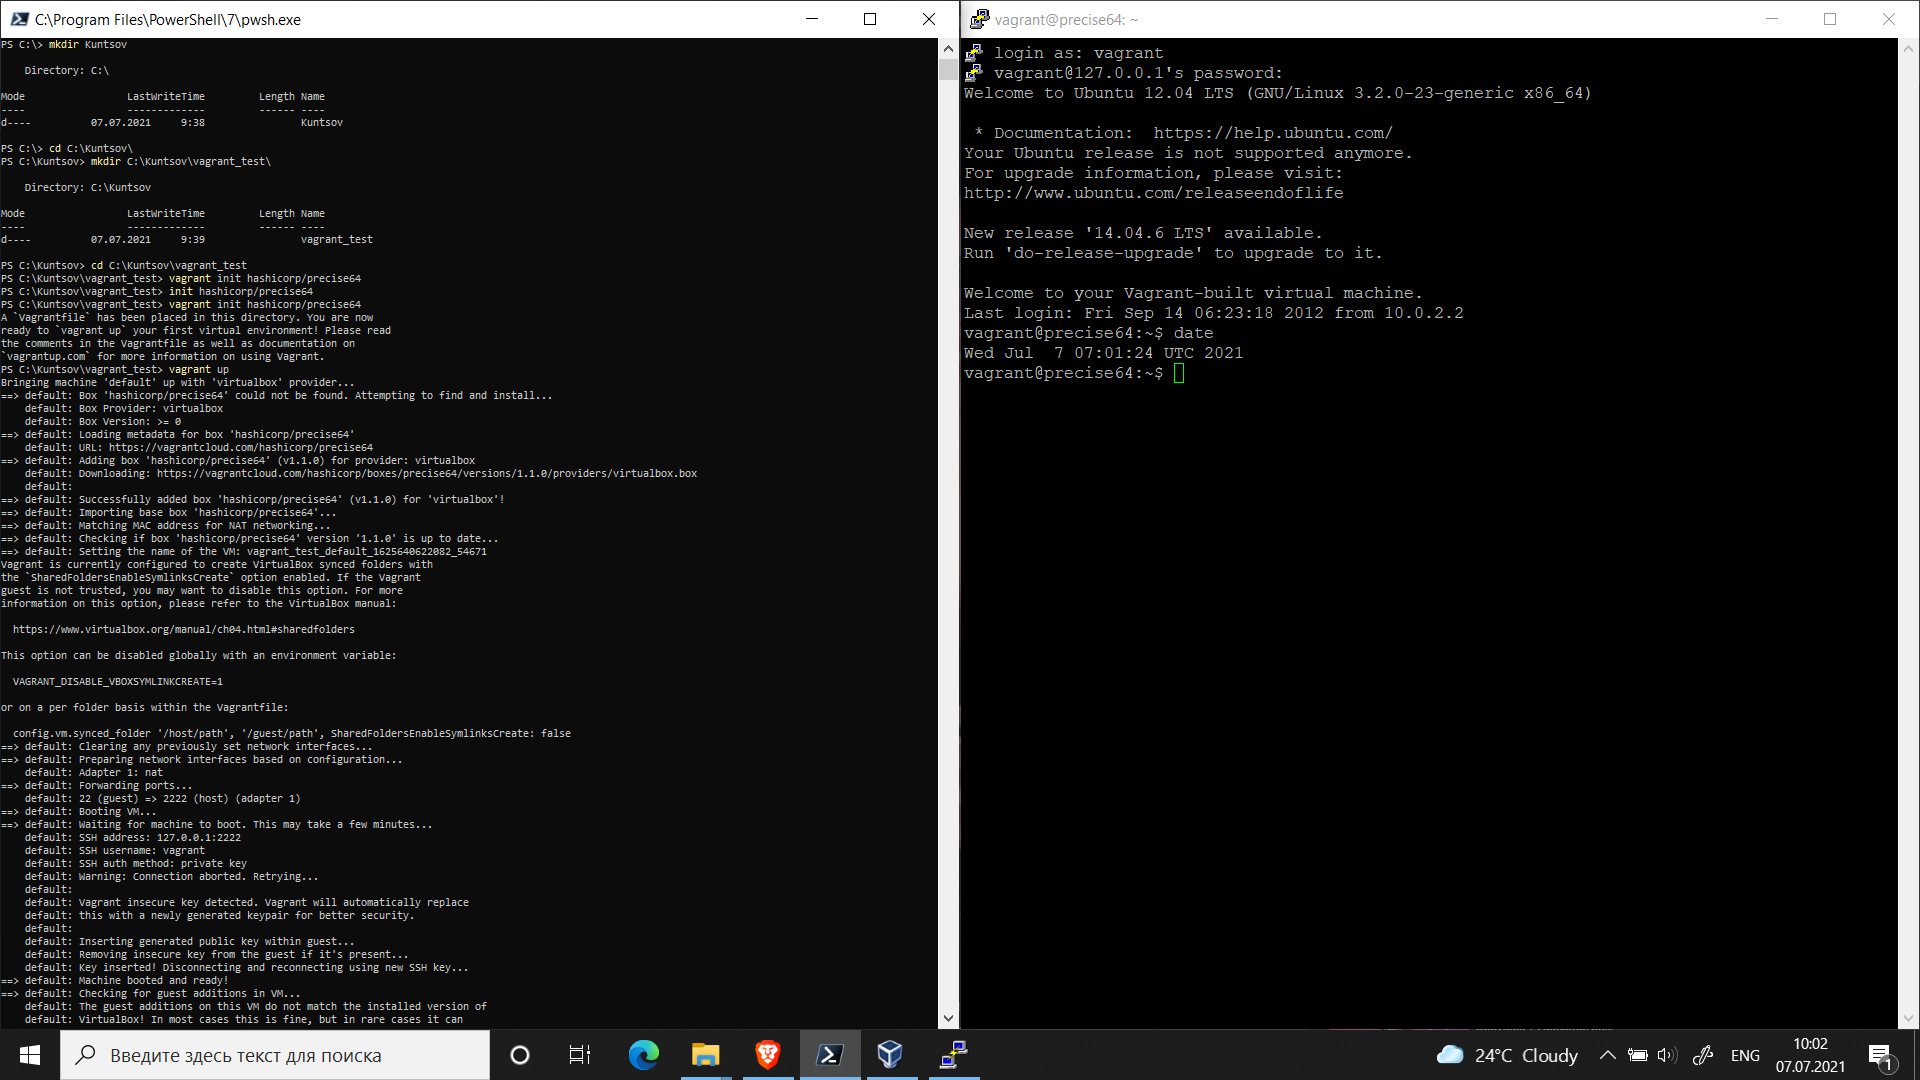 C:\Program Files\PowerShell\7\pwsh.exe
PS C:\> mkdir Kuntsov
Directory: C:\
Mode LastWriteTime Length Name
---- ------------- ------ ----
d---- 07.07.2021 9:38 Kuntsov
PS C:\> cd C:\Kuntsov\
PS C:\Kuntsov> mkdir C:\Kuntsov\vagrant_test\
Directory: C:\Kuntsov
Mode LastWriteTime Length Name
---- ------------- ------ ----
d---- 07.07.2021 9:39 vagrant_test
PS C:\Kuntsov> cd C:\Kuntsov\vagrant_test
PS C:\Kuntsov\vagrant_test> vagrant init hashicorp/precise64
PS C:\Kuntsov\vagrant_test> init hashicorp/precise64
PS C:\Kuntsov\vagrant_test> vagrant init hashicorp/precise64
A `Vagrantfile` has been placed in this directory. You are now
ready to `vagrant up` your first virtual environment! Please read
the comments in the Vagrantfile as well as documentation on
`vagrantup.com` for more information on using Vagrant.
PS C:\Kuntsov\vagrant_test> vagrant up
Bringing machine 'default' up with 'virtualbox' provider...
==> default: Box 'hashicorp/precise64' could not be found. Attempting to find and install...
default: Box Provider: virtualbox
default: Box Version: >= 0
==> default: Loading metadata for box 'hashicorp/precise64'
default: URL: https://vagrantcloud.com/hashicorp/precise64
==> default: Adding box 'hashicorp/precise64' (v1.1.0) for provider: virtualbox
default: Downloading: https://vagrantcloud.com/hashicorp/boxes/precise64/versions/1.1.0/providers/virtualbox.box
default:
==> default: Successfully added box 'hashicorp/precise64' (v1.1.0) for 'virtualbox'!
==> default: Importing base box 'hashicorp/precise64'...
==> default: Matching MAC address for NAT networking...
==> default: Checking if box 'hashicorp/precise64' version '1.1.0' is up to date...
==> default: Setting the name of the VM: vagrant_test_default_1625640622082_54671
Vagrant is currently configured to create VirtualBox synced folders with
the `SharedFoldersEnableSymlinksCreate` option enabled. If the Vagrant
guest is not trusted, you may want to disable this option. For more
information on this option, please refer to the VirtualBox manual:
https://www.virtualbox.org/manual/ch04.html#sharedfolders
This option can be disabled globally with an environment variable:
VAGRANT_DISABLE_VBOXSYMLINKCREATE=1
or on a per folder basis within the Vagrantfile:
config.vm.synced_folder '/host/path', '/guest/path', SharedFoldersEnableSymlinksCreate: false
==> default: Clearing any previously set network interfaces...
==> default: Preparing network interfaces based on configuration...
default: Adapter 1: nat
==> default: Forwarding ports...
default: 22 (guest) => 2222 (host) (adapter 1)
==> default: Booting VM...
==> default: Waiting for machine to boot. This may take a few minutes...
default: SSH address: 127.0.0.1:2222
default: SSH username: vagrant
default: SSH auth method: private key
default: Warning: Connection aborted. Retrying...
default:
default: Vagrant insecure key detected. Vagrant will automatically replace
default: this with a newly generated keypair for better security.
default:
default: Inserting generated public key within guest...
default: Removing insecure key from the guest if it's present...
default: Key inserted! Disconnecting and reconnecting using new SSH key...
==> default: Machine booted and ready!
==> default: Checking for guest additions in VM...
default: The guest additions on this VM do not match the installed version of
default: VirtualBox! In most cases this is fine, but in rare cases it can
vagrant@precise64: ~
login as: vagrant
vagrant@127.0.0.1's password:
Welcome to Ubuntu 12.04 LTS (GNU/Linux 3.2.0-23-generic x86_64)
* Documentation: https://help.ubuntu.com/
Your Ubuntu release is not supported anymore.
For upgrade information, please visit:
http://www.ubuntu.com/releaseendoflife
New release '14.04.6 LTS' available.
Run 'do-release-upgrade' to upgrade to it.
Welcome to your Vagrant-built virtual machine.
Last login: Fri Sep 14 06:23:18 2012 from 10.0.2.2
vagrant@precise64:~$ date
Wed Jul  7 07:01:24 UTC 2021
vagrant@precise64:~$
Введите здесь текст для поиска
24°C Cloudy
ENG
10:02
07.07.2021
1